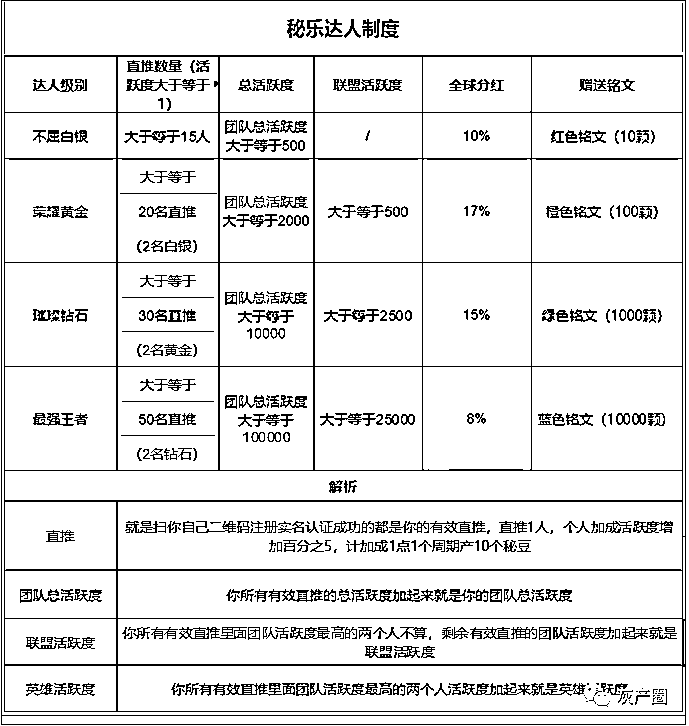 秘乐达人制度
达人级别
直推数量（活
跃度大于等于
1）
总活跃度
联盟活跃度
全球分红
赠送铭文
不屈白银
大于等于15人
团队总活跃度
大于等于500
/
10%
红色铭文（10颗）
荣耀黄金
大于等于
20名直推
（2名白银）
团队总活跃度
大于等于2000
大于等于500
17%
橙色铭文（100颗）
璀璨钻石
大于等于
30名直推
（2名黄金）
团队总活跃度
大于等于
10000
大于等于2500
15%
绿色铭文（1000颗）
最强王者
大于等于
50名直推
（2名钻石）
团队总活跃度
大于等于
100000
大于等于25000
8%
蓝色铭文（10000颗）
解析
直推
就是扫你自己二维码注册实名认证成功的都是你的有效直推，直推1人，个人加成活跃度增
加百分之5，计加成1点1个周期产10个秘豆
团队总活跃度
你所有有效直推的总活跃度加起来就是你的团队总活跃度
联盟活跃度
你所有有效直推里面团队活跃度最高的两个人不算，剩余有效直推的团队活跃度加起来就是
联盟活跃度
英雄活跃度
你所有有效直推里面团队活跃度最高的两个人活跃度加起来就是英雄活跃度
灰产圈